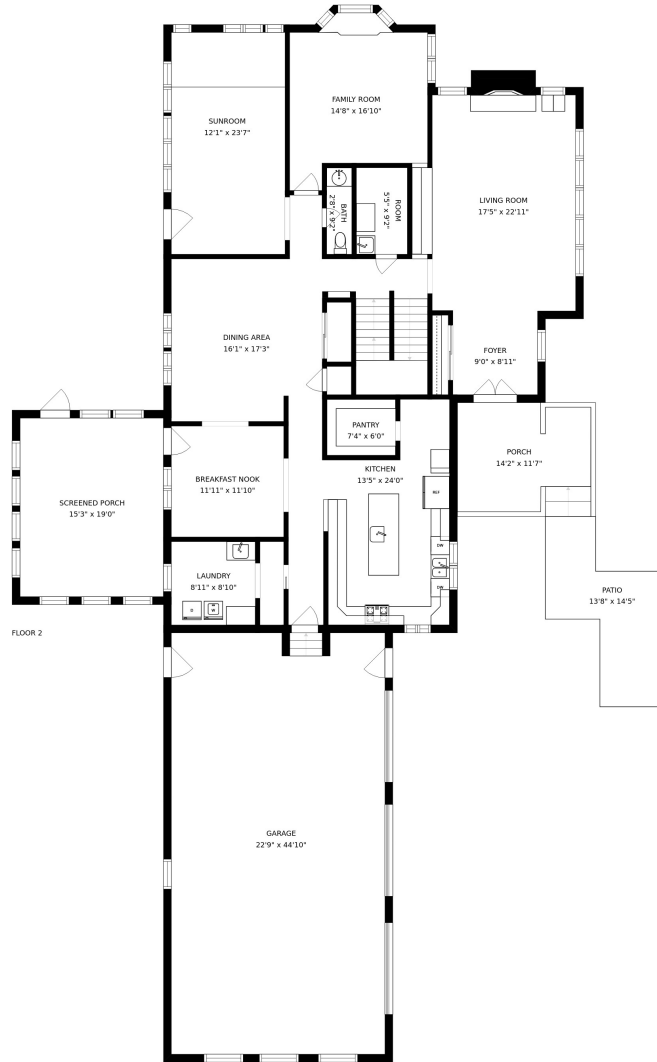 FAMILY ROOM
14'8" x 16'10"
SUNROOM
12'1" x 23'7"
BATH
2'8" x 9'2"
ROOM
5'5" x 9'2"
LIVING ROOM
17'5" x 22'11"
DINING AREA
16'1" x 17'3"
FOYER
9'0" x 8'11"
PANTRY
7'4" x 6'0"
PORCH
14'2" x 11'7"
KITCHEN
13'5" x 24'0"
BREAKFAST NOOK
11'11" x 11'10"
REF
SCREENED PORCH
15'3" x 19'0"
DW
LAUNDRY
8'11" x 8'10"
DW
PATIO
13'8" x 14'5"
D
W
FLOOR 2
GARAGE
22'9" x 44'10"